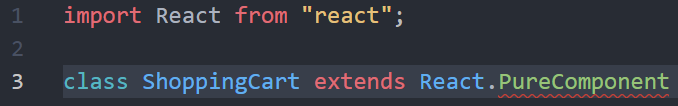 1 import React from "react";
2
3 class ShoppingCart extends React.PureComponent